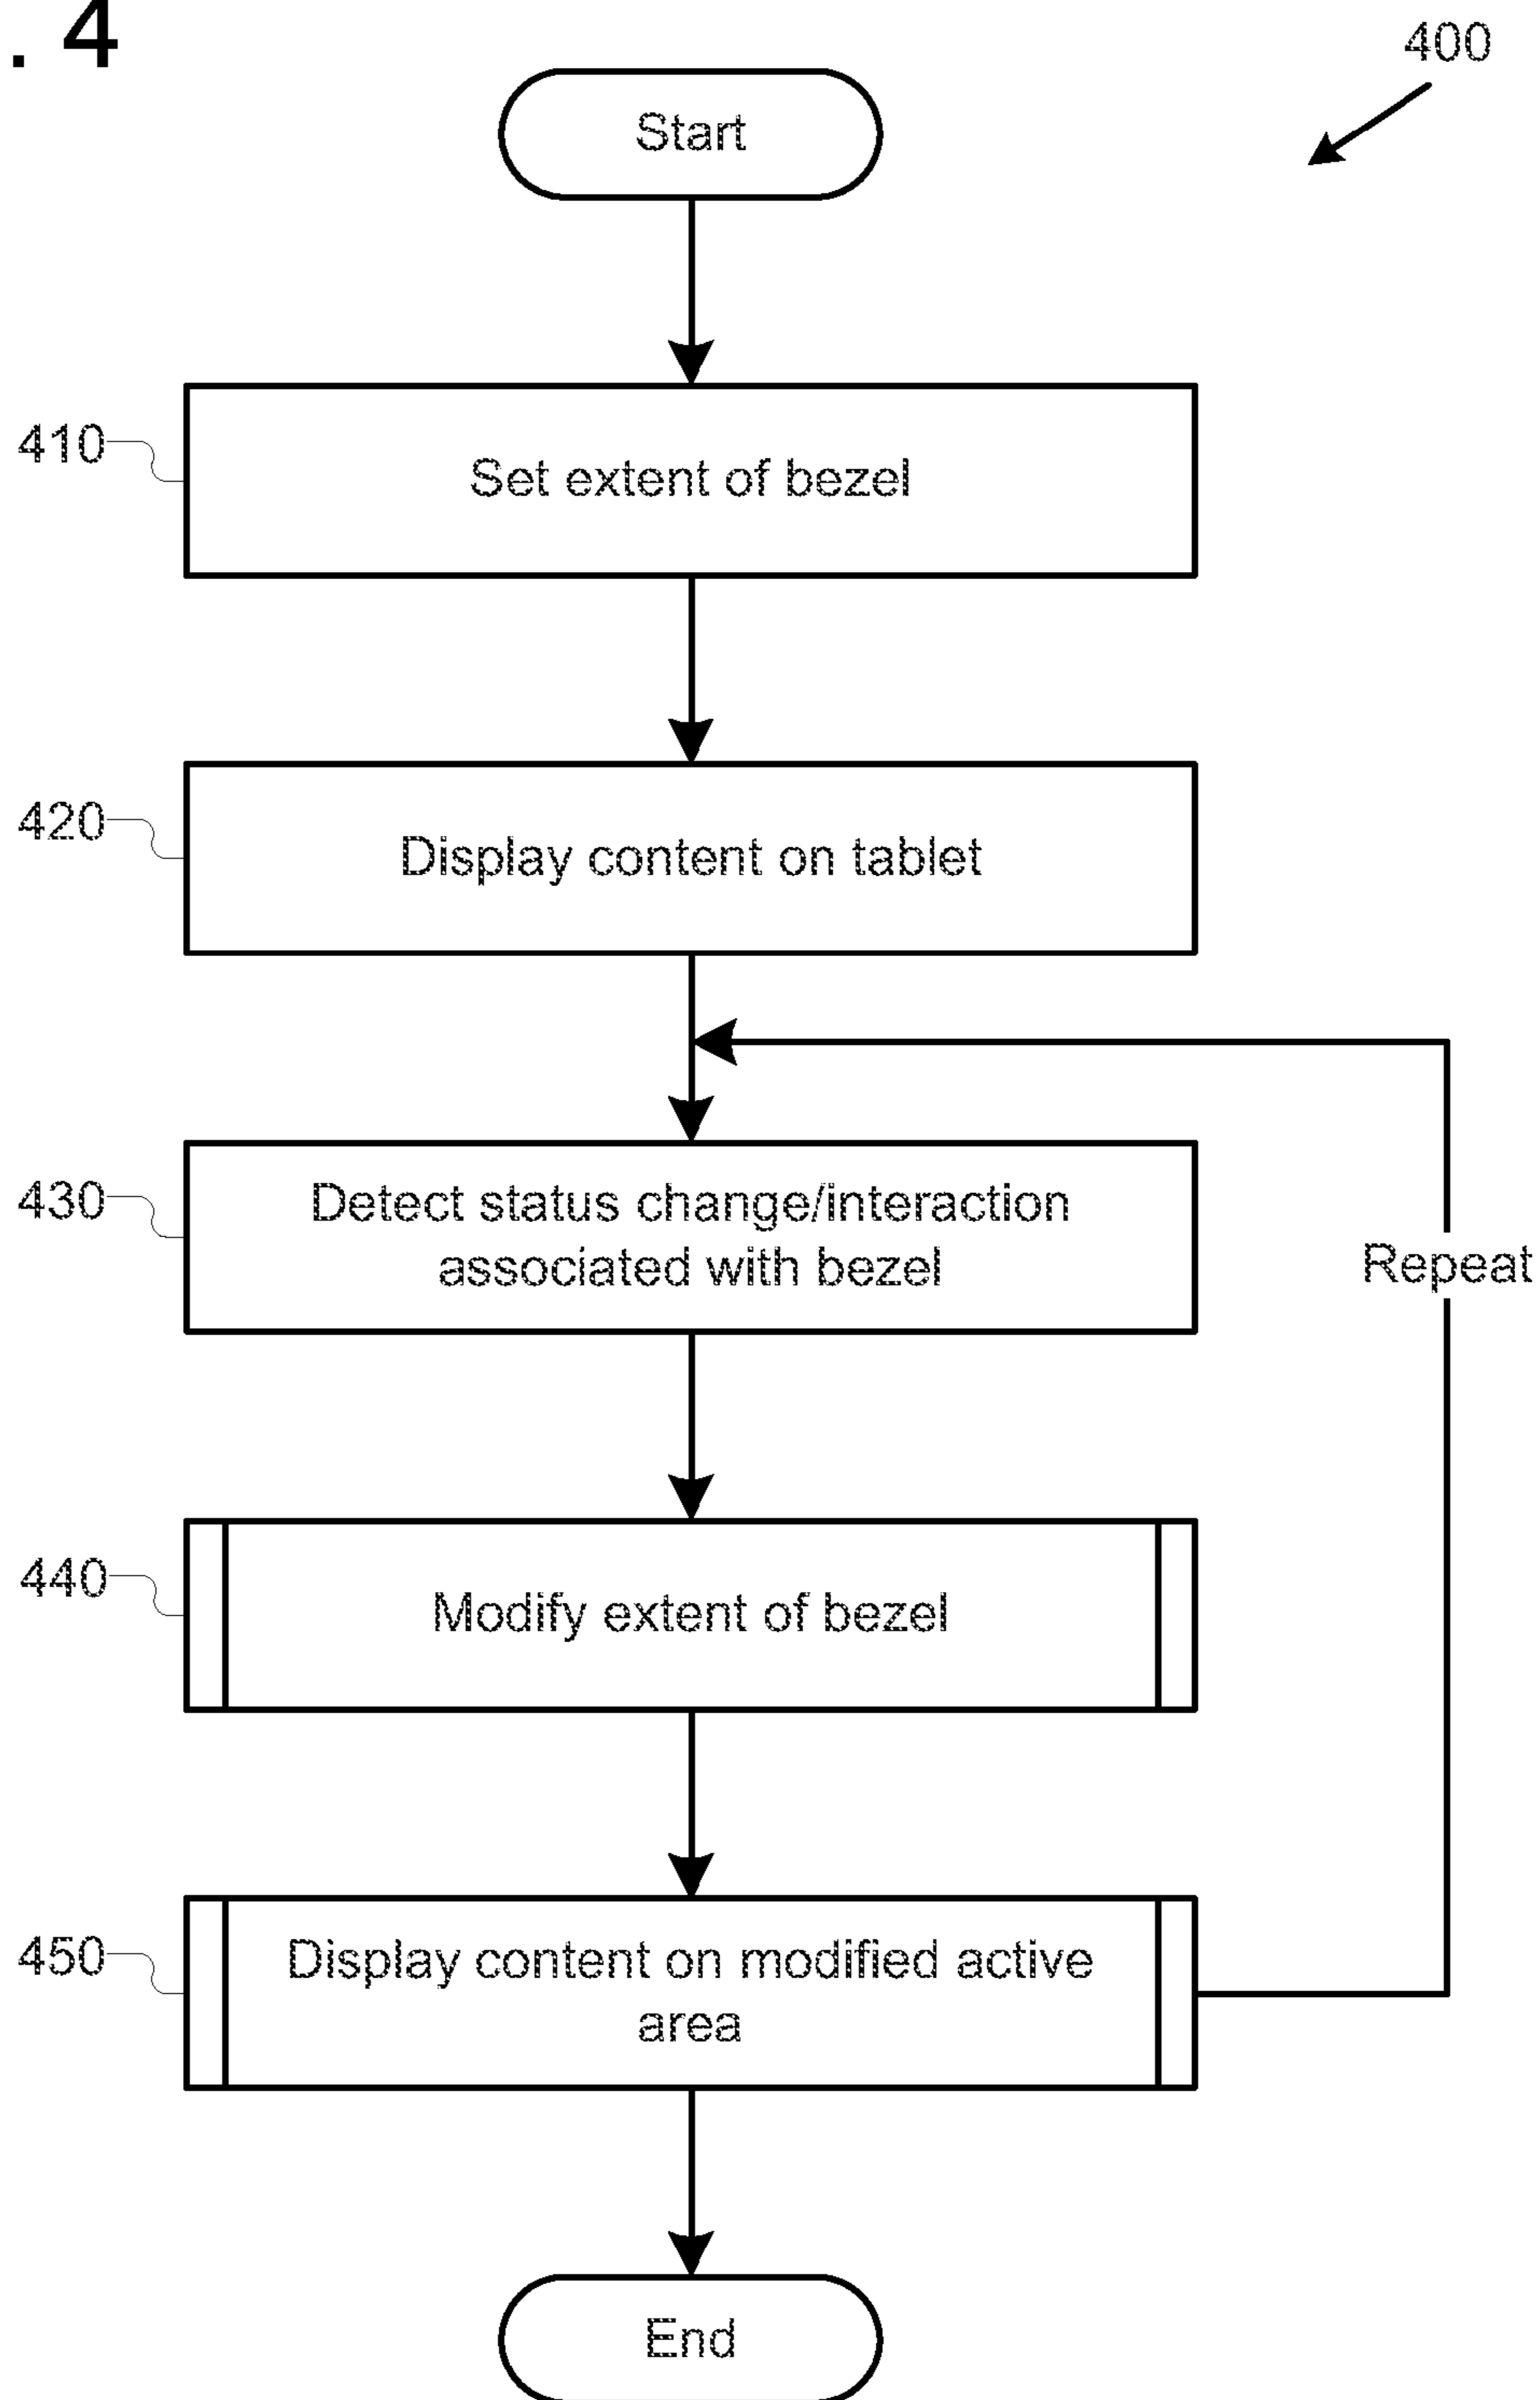 . 4
400
Start
410
Set extent of bezel
420
Display content on tablet
430
Detect status change/interaction
associated with bezel
Repeat
440
Modify extent of bezel
450
Display content on modified active
area
End